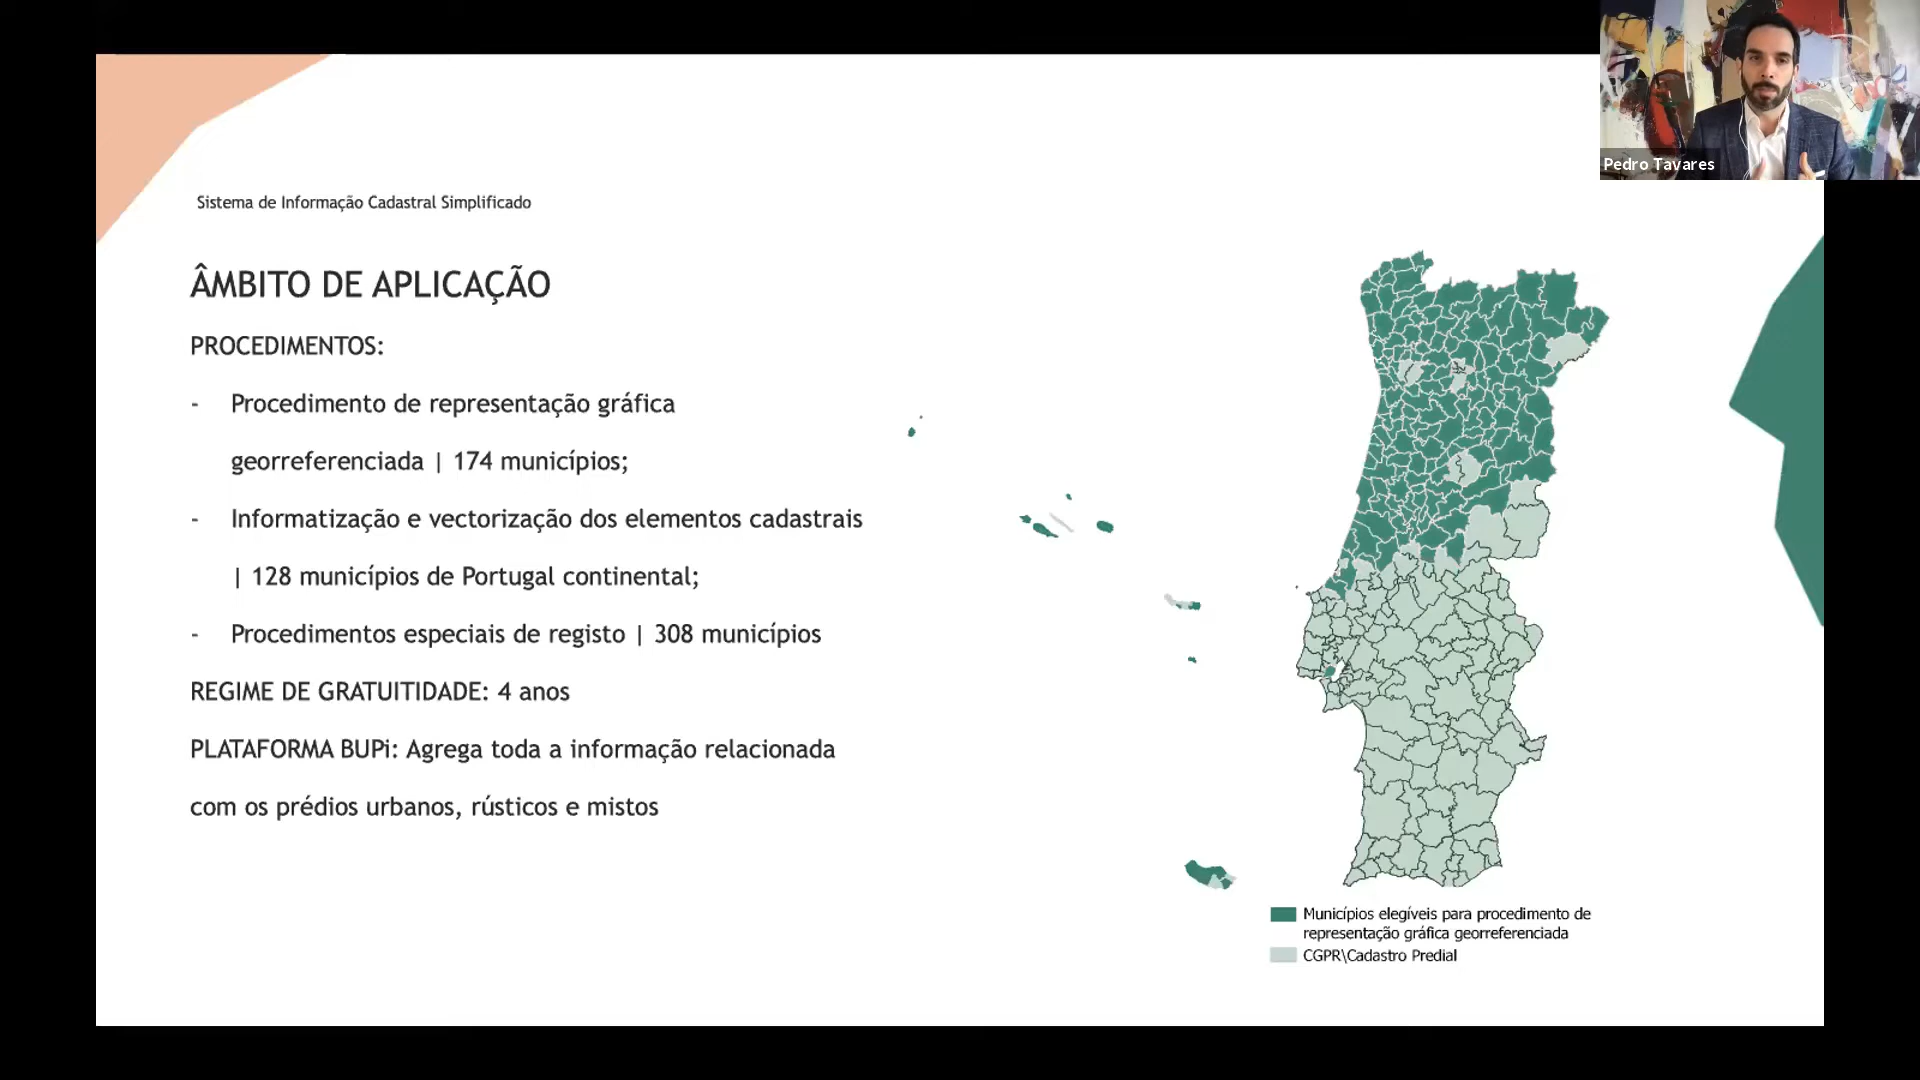 Pedro Tavares
Sistema de Informação Cadastral Simplificado
ÂMBITO DE APLICAÇÃO
PROCEDIMENTOS:
- Procedimento de representação gráfica
georreferenciada | 174 municípios;
- Informatização e vectorização dos elementos cadastrais
| 128 municípios de Portugal continental;
- Procedimentos especiais de registo | 308 municípios
REGIME DE GRATUITIDADE: 4 anos
PLATAFORMA BUPi: Agrega toda a informação relacionada
com os prédios urbanos, rústicos e mistos
Municípios elegíveis para procedimento de
representação gráfica georreferenciada
CGPR\Cadastro Predial